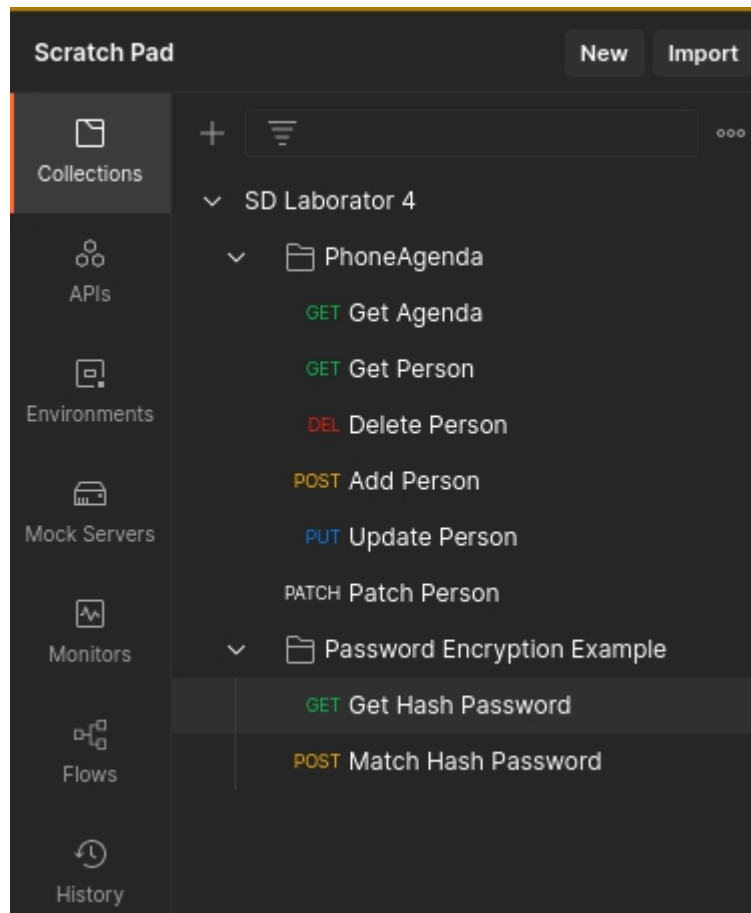 Scratch Pad
New
Import
Collections
APIs
Environments
Mock Servers
Monitors
Flows
History
SD Laborator 4
PhoneAgenda
GET Get Agenda
GET Get Person
DEL Delete Person
POST Add Person
PUT Update Person
PATCH Patch Person
Password Encryption Example
GET Get Hash Password
POST Match Hash Password